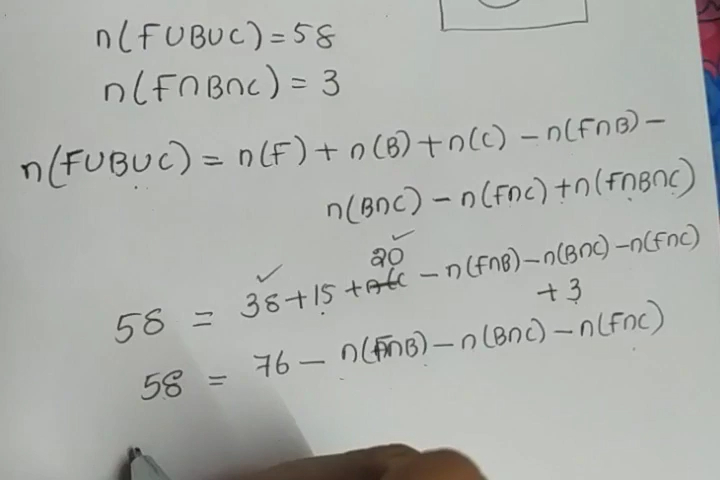 n(FUBUC) = 58
n(F∩B∩C) = 3
n(FUBUC) = n(F) + n(B) + n(C) - n(F∩B) -
n(B∩C) - n(F∩C) + n(F∩B∩C)
20
58 = 38 + 15 + - n(F∩B) - n(B∩C) - n(F∩C)
+ 3
58 = 76 - n(F∩B) - n(B∩C) - n(F∩C)